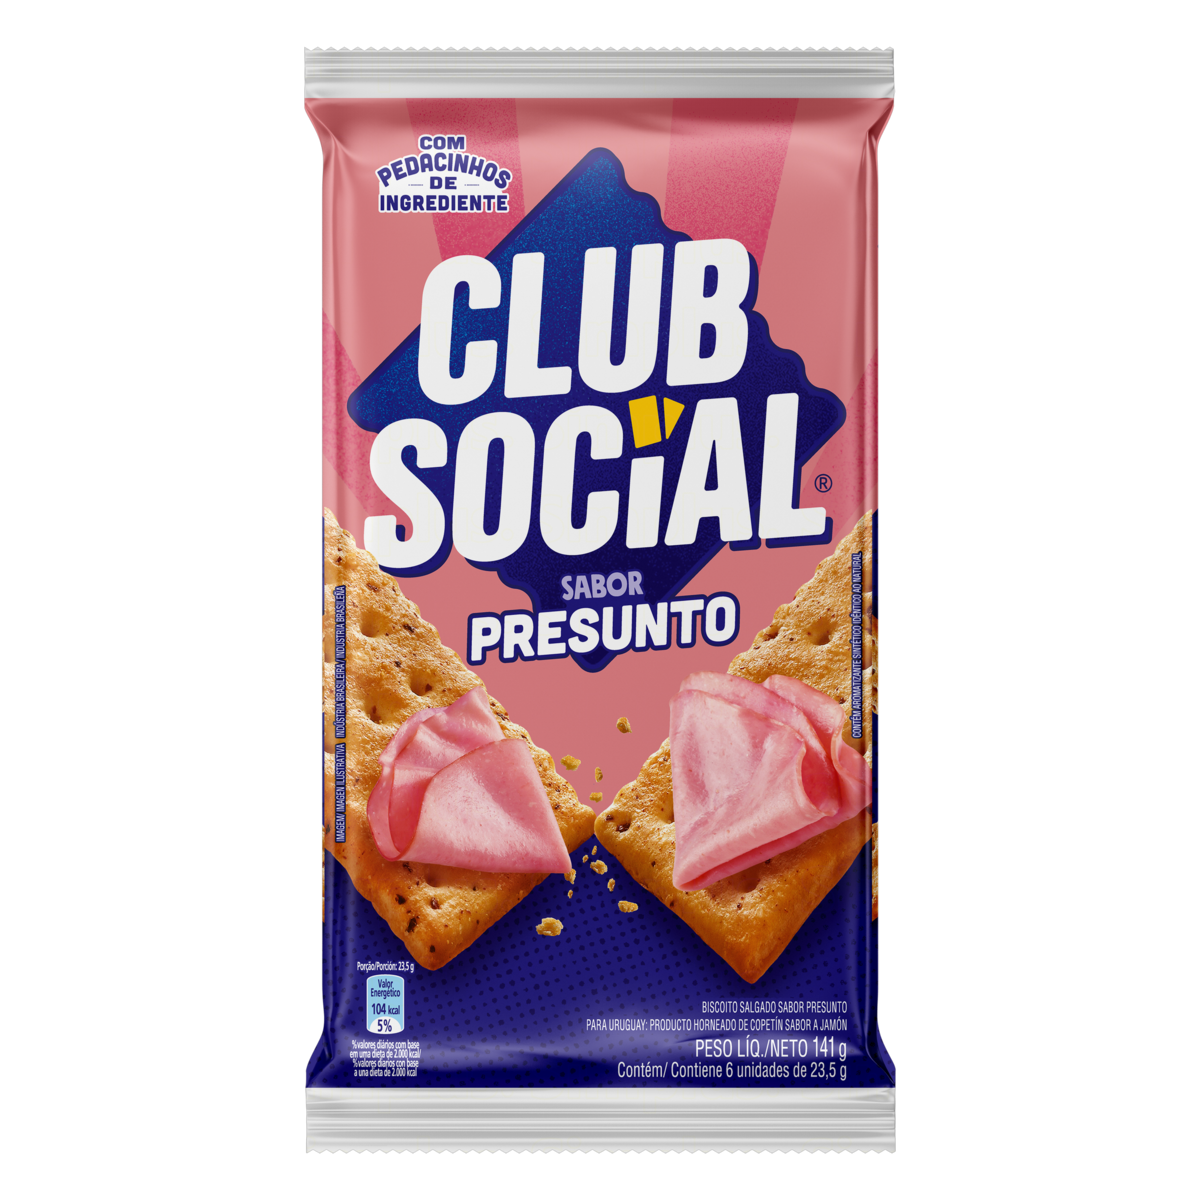 COM
PEDACINHOS
DE
INGREDIENTE
CLUB
SOCIAL
®
SABOR
PRESUNTO
IMAGEM/ IMAGEN ILUSTRATIVA INDÚSTRIA BRASILEIRA/ INDUSTRIA BRASILEÑA
CONTÉM AROMATIZANTE SINTÉTICO IDÊNTICO AO NATURAL
Porção/Porción: 23,5 g
Valor
Energético
104 kcal
5%
%valores diários com base
em uma dieta de 2.000 kcal/
%valores diarios con base
a una dieta de 2.000 kcal
BISCOITO SALGADO SABOR PRESUNTO
PARA URUGUAY: PRODUCTO HORNEADO DE COPETÍN SABOR A JAMÓN
PESO LÍQ./NETO 141 g
Contém/ Contiene 6 unidades de 23,5 g